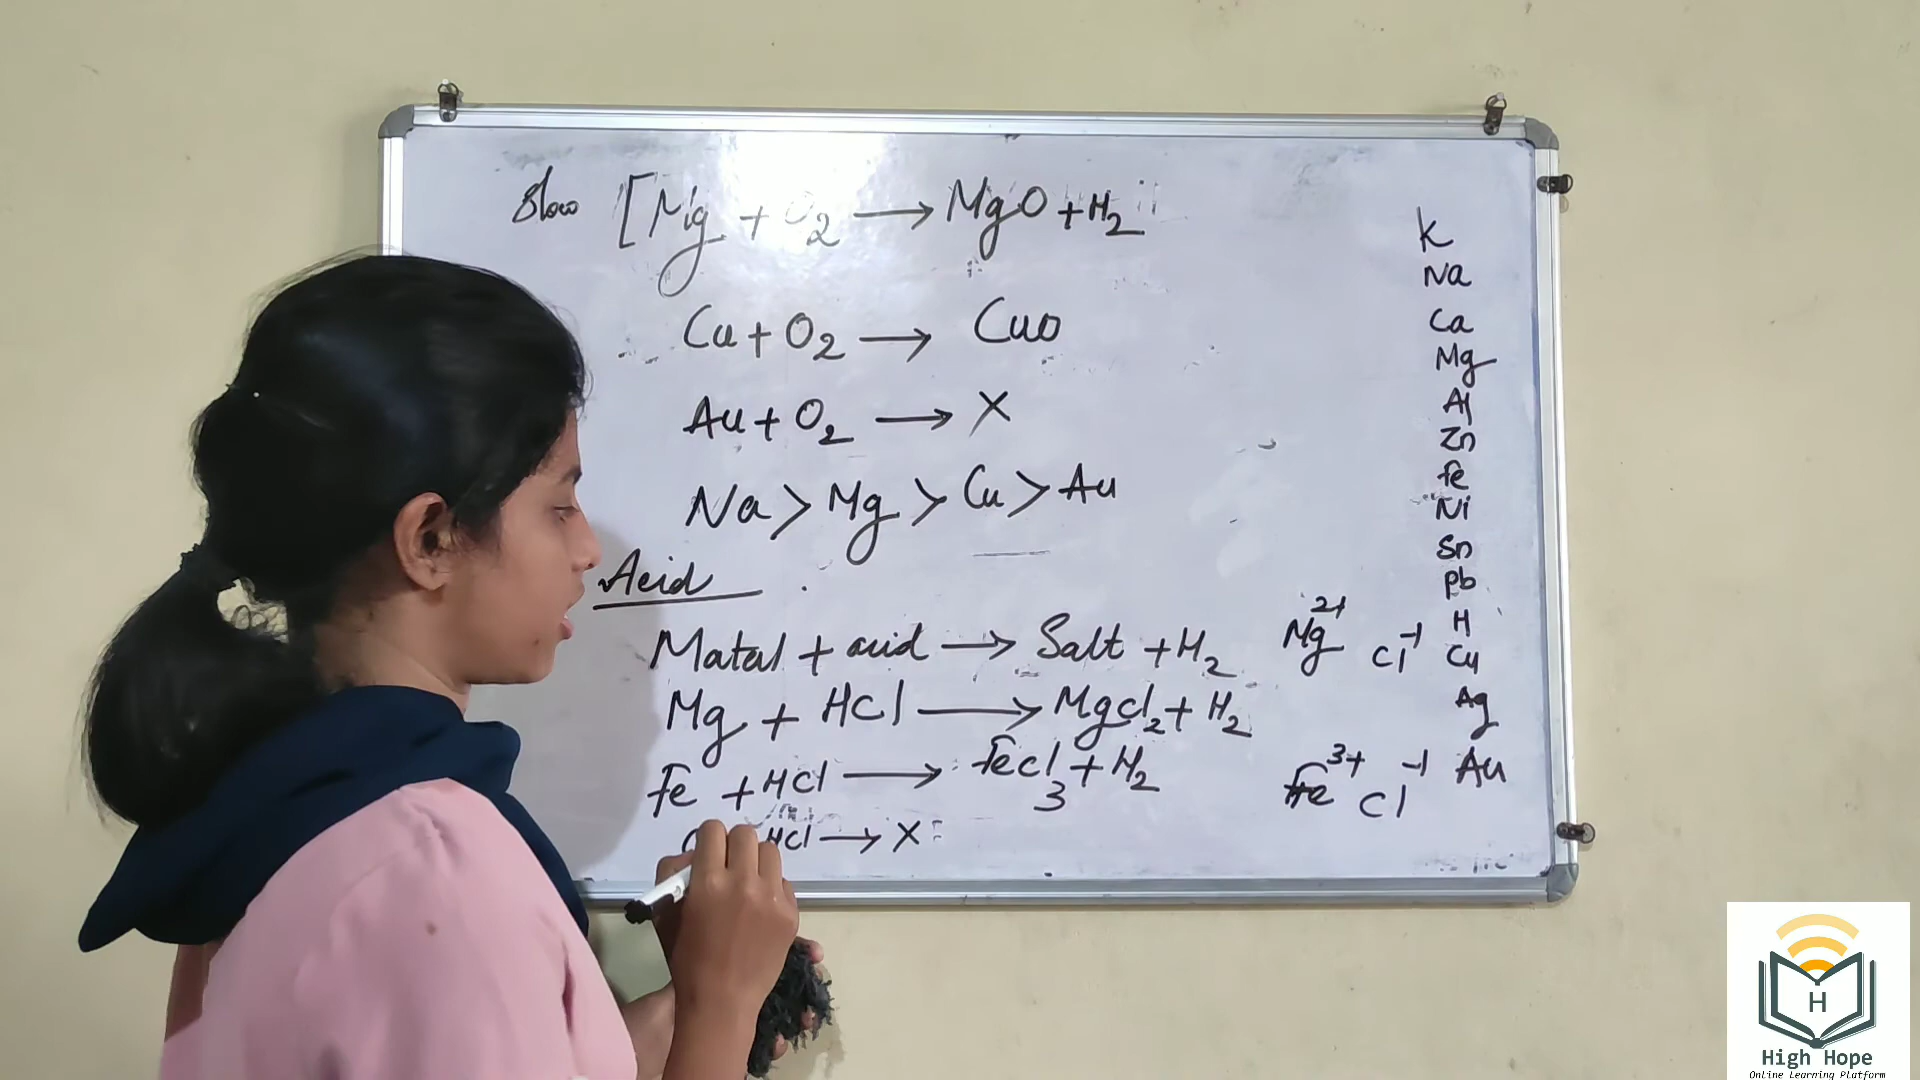 Slow [Mg + O2 → MgO + H2
Cu + O2 → CuO
Au + O2 → X
Na > Mg > Cu > Au
Acid
Matal + acid → Salt + H2
Mg + HCl → Mgcl2 + H2
Fe + HCl → Fecl3 + H2
HCl → X
Mg2+ Cl-1
Fe3+ Cl-1
K
Na
Ca
Mg
Al
Zn
Fe
Ni
Sn
Pb
H
Cu
Ag
Au
H
High Hope
Online Learning Platform